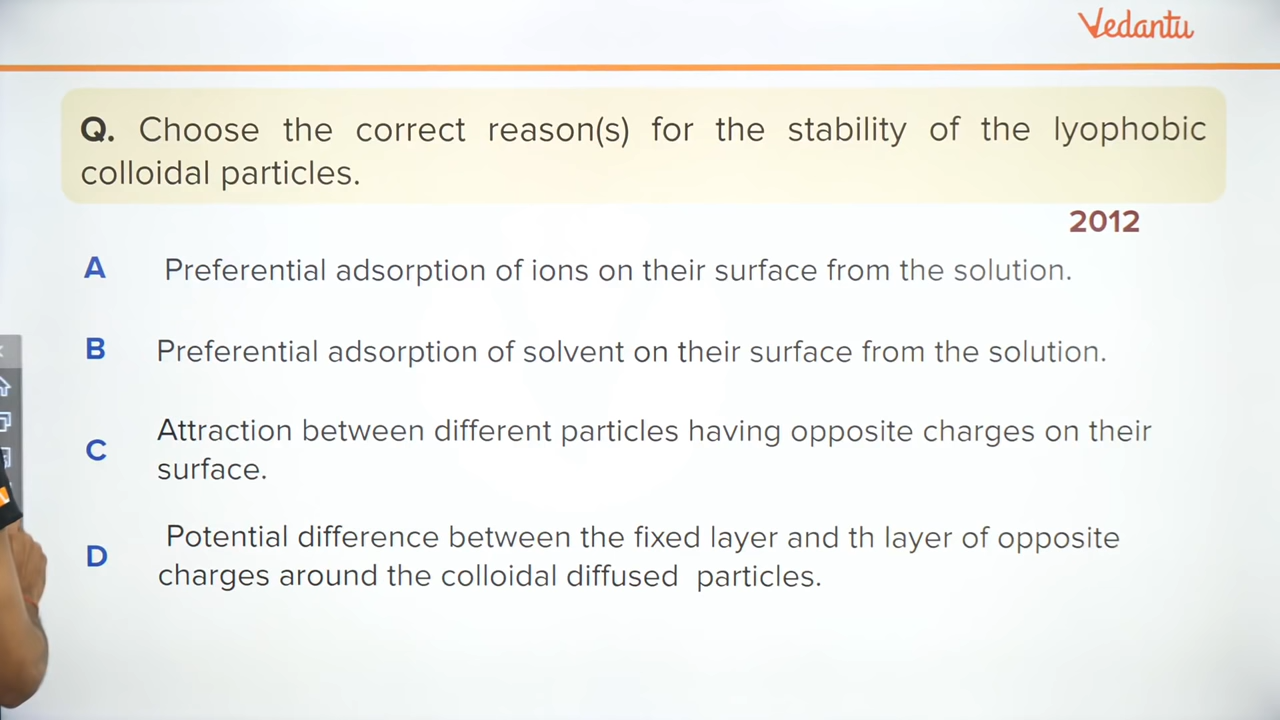 Vedantu
Q. Choose the correct reason(s) for the stability of the lyophobic
colloidal particles.
2012
A Preferential adsorption of ions on their surface from the solution.
B Preferential adsorption of solvent on their surface from the solution.
C Attraction between different particles having opposite charges on their
surface.
D Potential difference between the fixed layer and th layer of opposite
charges around the colloidal diffused particles.